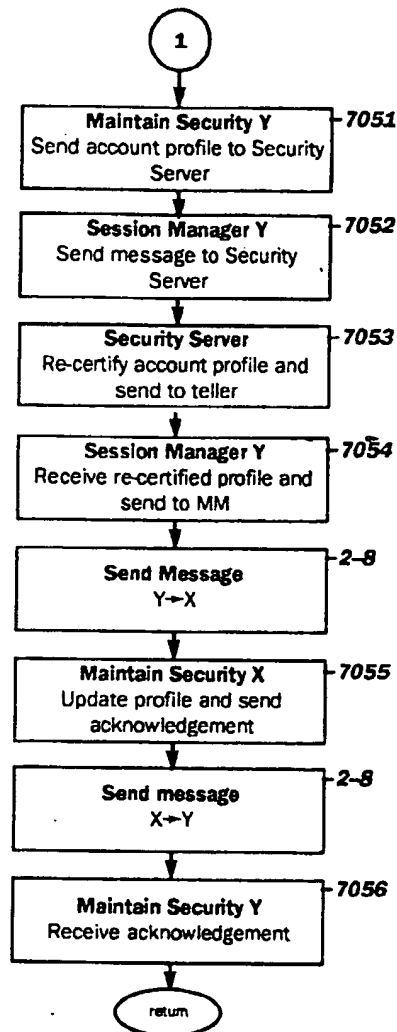 1
Maintain Security Y
7051
Send account profile to Security
Server
Session Manager Y
7052
Send message to Security
Server
Security Server
7053
Re-certify account profile and
send to teller
Session Manager Y
7054
Receive re-certified profile and
send to MM
2-8
Send Message
Y→X
Maintain Security X
7055
Update profile and send
acknowledgement
2-8
Send message
X→Y
7056
Maintain Security Y
Receive acknowledgement
return